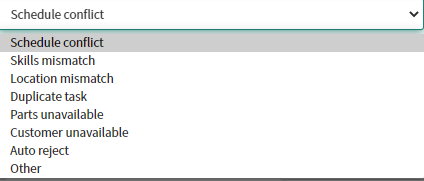 Schedule conflict
Schedule conflict
Skills mismatch
Location mismatch
Duplicate task
Parts unavailable
Customer unavailable
Auto reject
Other